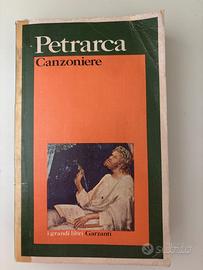 Petrarca
Canzoniere
i grandi libri Garzanti
subito